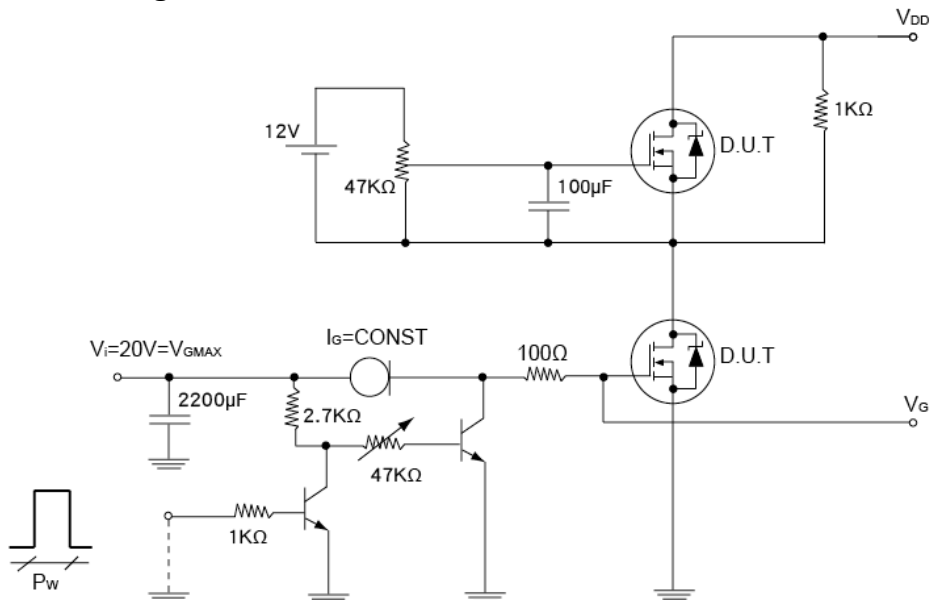 VDD
12V
1KΩ
D.U.T
47KΩ
100μF
IG=CONST
Vi=20V=VGMAX
100Ω
D.U.T
2200μF
2.7KΩ
VG
47KΩ
1KΩ
PW